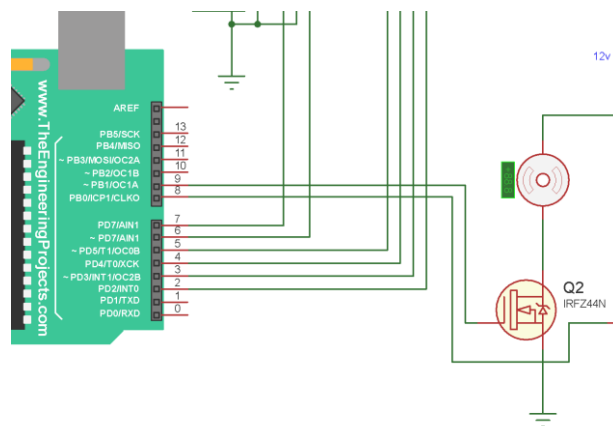 12v
www.TheEngineeringProjects.com
AREF
PB5/SCK 13
PB4/MISO 12
~ PB3/MOSI/OC2A 11
~ PB2/OC1B 10
~ PB1/OC1A 9
PB0/ICP1/CLKO 8
PD7/AIN1 7
~ PD7/AIN1 6
~ PD5/T1/OC0B 5
PD4/T0/XCK 4
~ PD3/INT1/OC2B 3
PD2/INT0 2
PD1/TXD 1
PD0/RXD 0
Q2
IRFZ44N